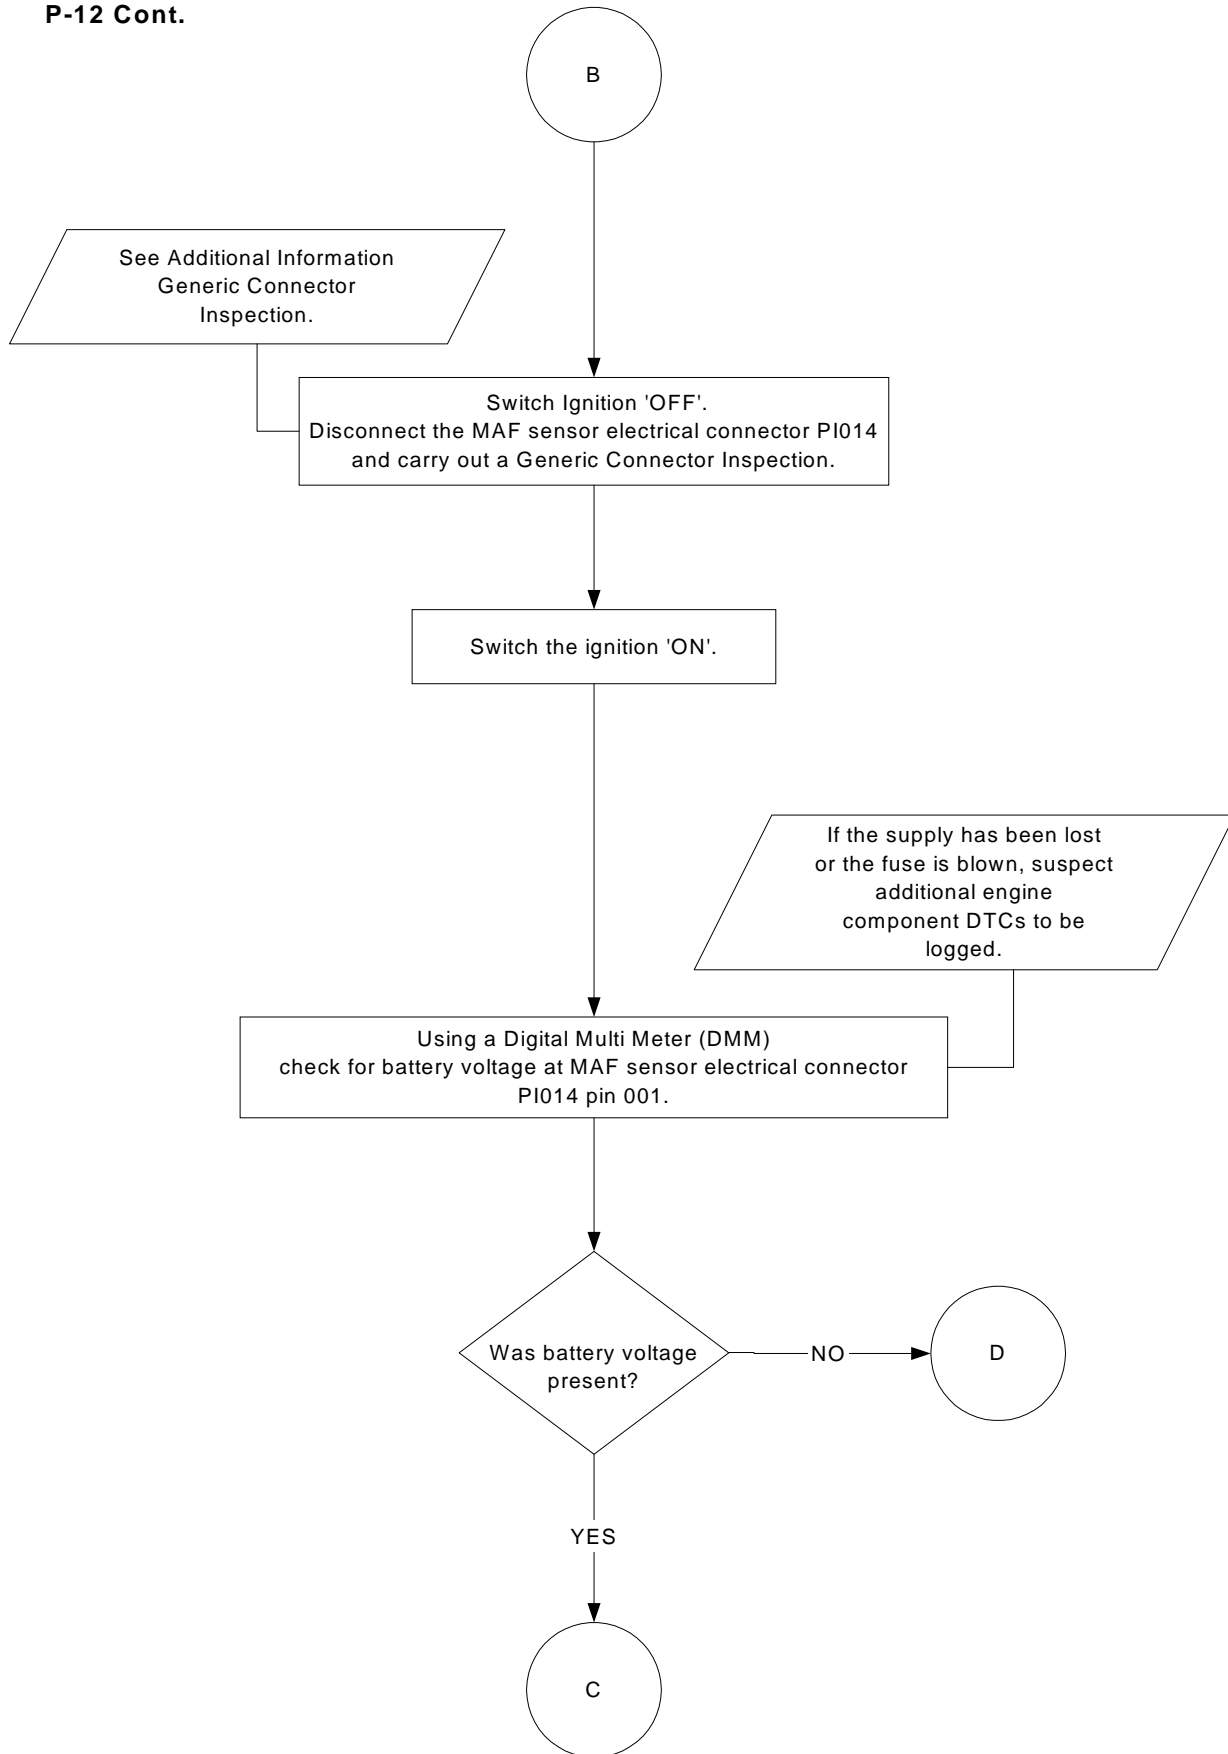 P-12 Cont.
B
See Additional Information
Generic Connector
Inspection.
Switch Ignition 'OFF'.
Disconnect the MAF sensor electrical connector PI014
and carry out a Generic Connector Inspection.
Switch the ignition 'ON'.
If the supply has been lost
or the fuse is blown, suspect
additional engine
component DTCs to be
logged.
Using a Digital Multi Meter (DMM)
check for battery voltage at MAF sensor electrical connector
PI014 pin 001.
Was battery voltage
present?
NO
D
YES
C